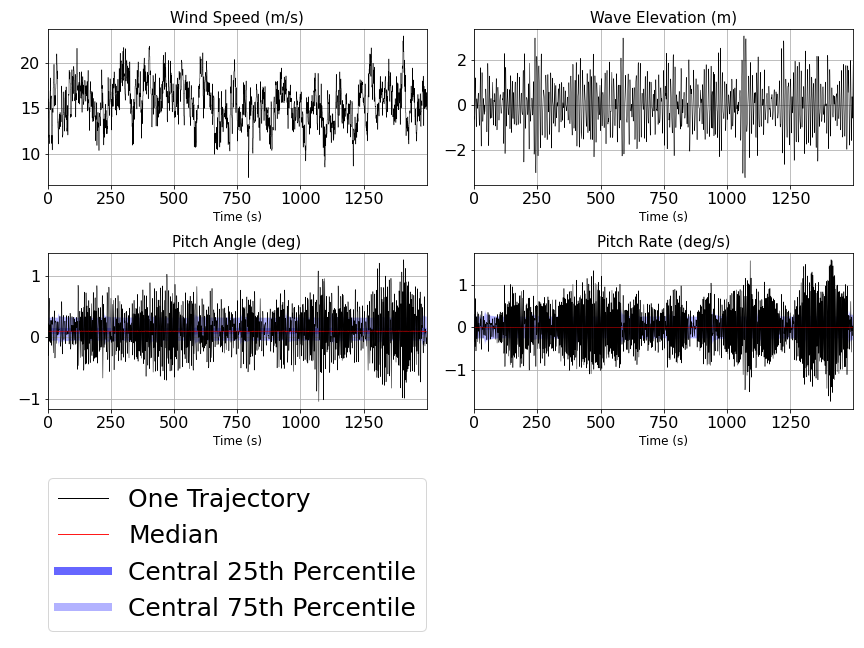 Wind Speed (m/s)
20
15
10
0 250 500 750 1000 1250
Time (s)
Wave Elevation (m)
2
0
−2
0 250 500 750 1000 1250
Time (s)
Pitch Angle (deg)
1
0
−1
0 250 500 750 1000 1250
Time (s)
Pitch Rate (deg/s)
1
0
−1
0 250 500 750 1000 1250
Time (s)
One Trajectory
Median
Central 25th Percentile
Central 75th Percentile